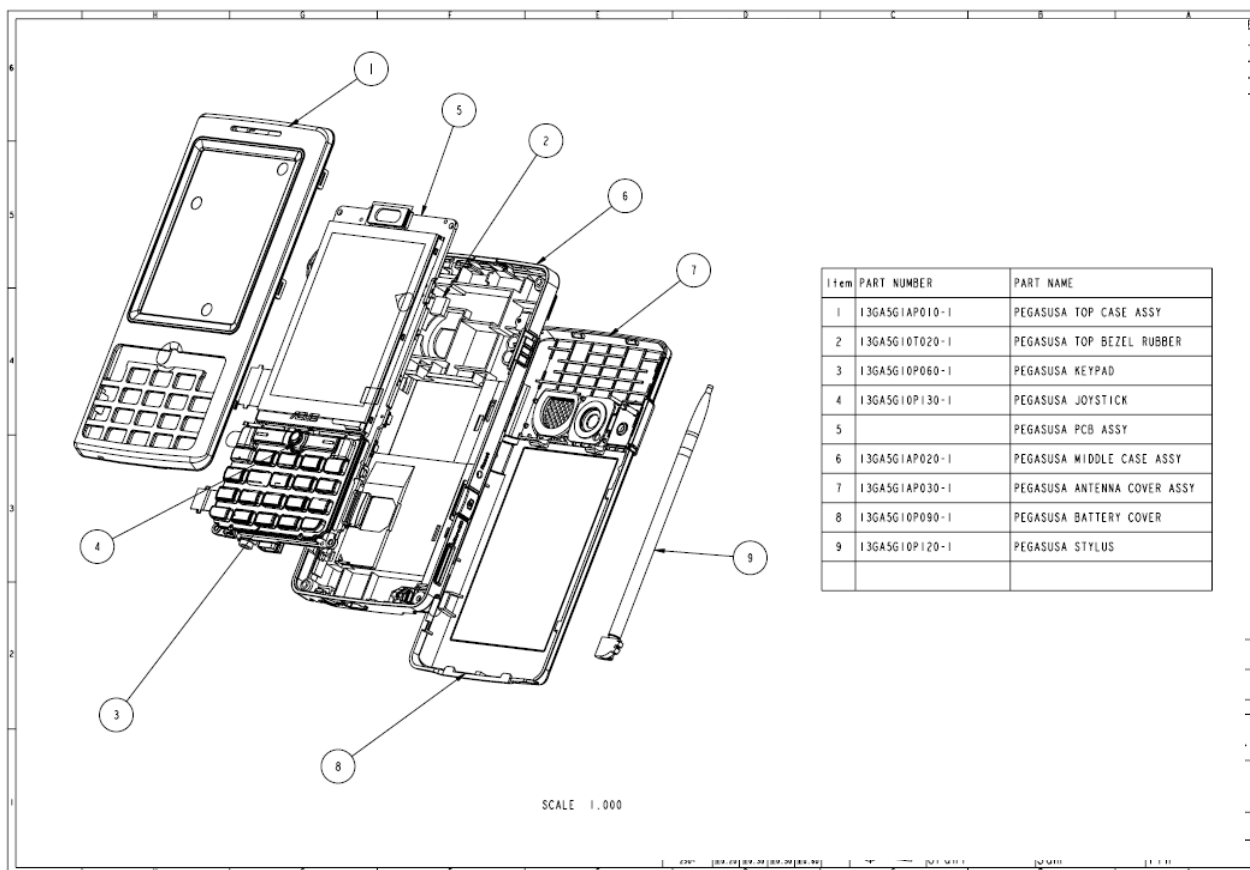 H G F E D C B A
6
5
4
3
2
1
1
5
2
6
7
4
9
3
8
ASUS
Item PART NUMBER PART NAME
1 13GA5G1AP010-1 PEGASUSA TOP CASE ASSY
2 13GA5G10T020-1 PEGASUSA TOP BEZEL RUBBER
3 13GA5G10P060-1 PEGASUSA KEYPAD
4 13GA5G10P130-1 PEGASUSA JOYSTICK
5 PEGASUSA PCB ASSY
6 13GA5G1AP020-1 PEGASUSA MIDDLE CASE ASSY
7 13GA5G1AP030-1 PEGASUSA ANTENNA COVER ASSY
8 13GA5G10P090-1 PEGASUSA BATTERY COVER
9 13GA5G10P120-1 PEGASUSA STYLUS
SCALE 1.000